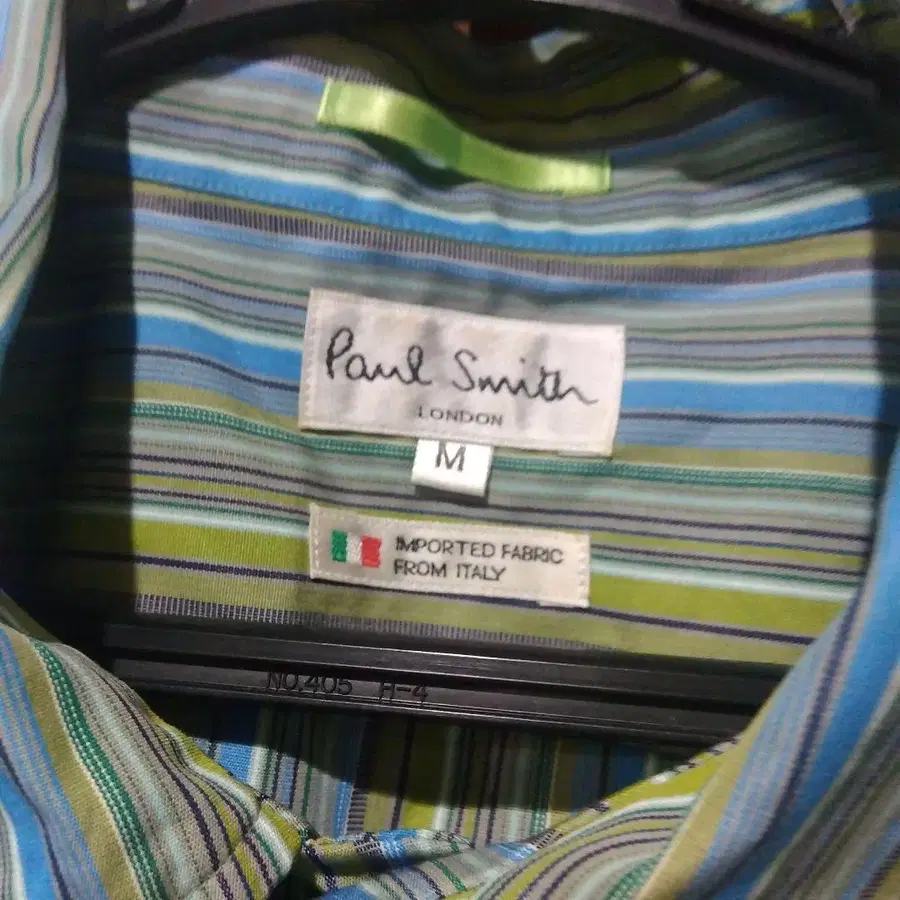 Paul Smith
LONDON
M
IMPORTED FABRIC
FROM ITALY
NO.405 H-4